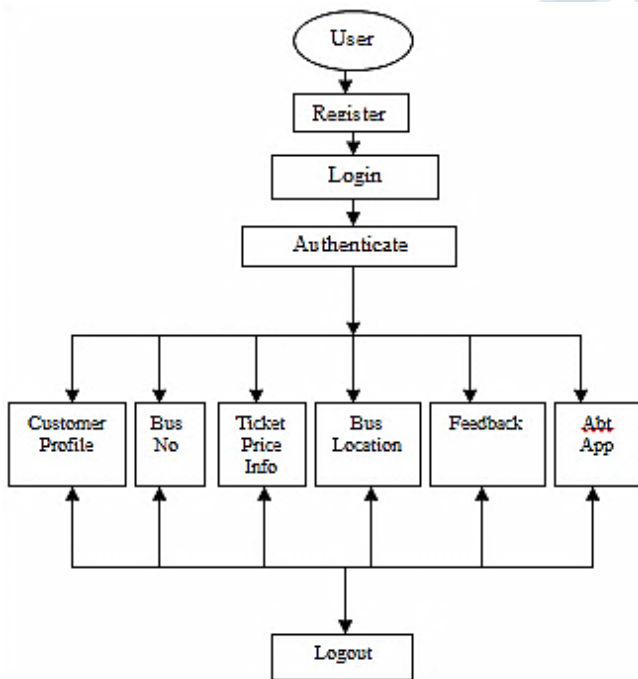 User
Register
Login
Authenticate
Customer
Profile
Bus
No
Ticket
Price
Info
Bus
Location
Feedback
Abt
App
Logout